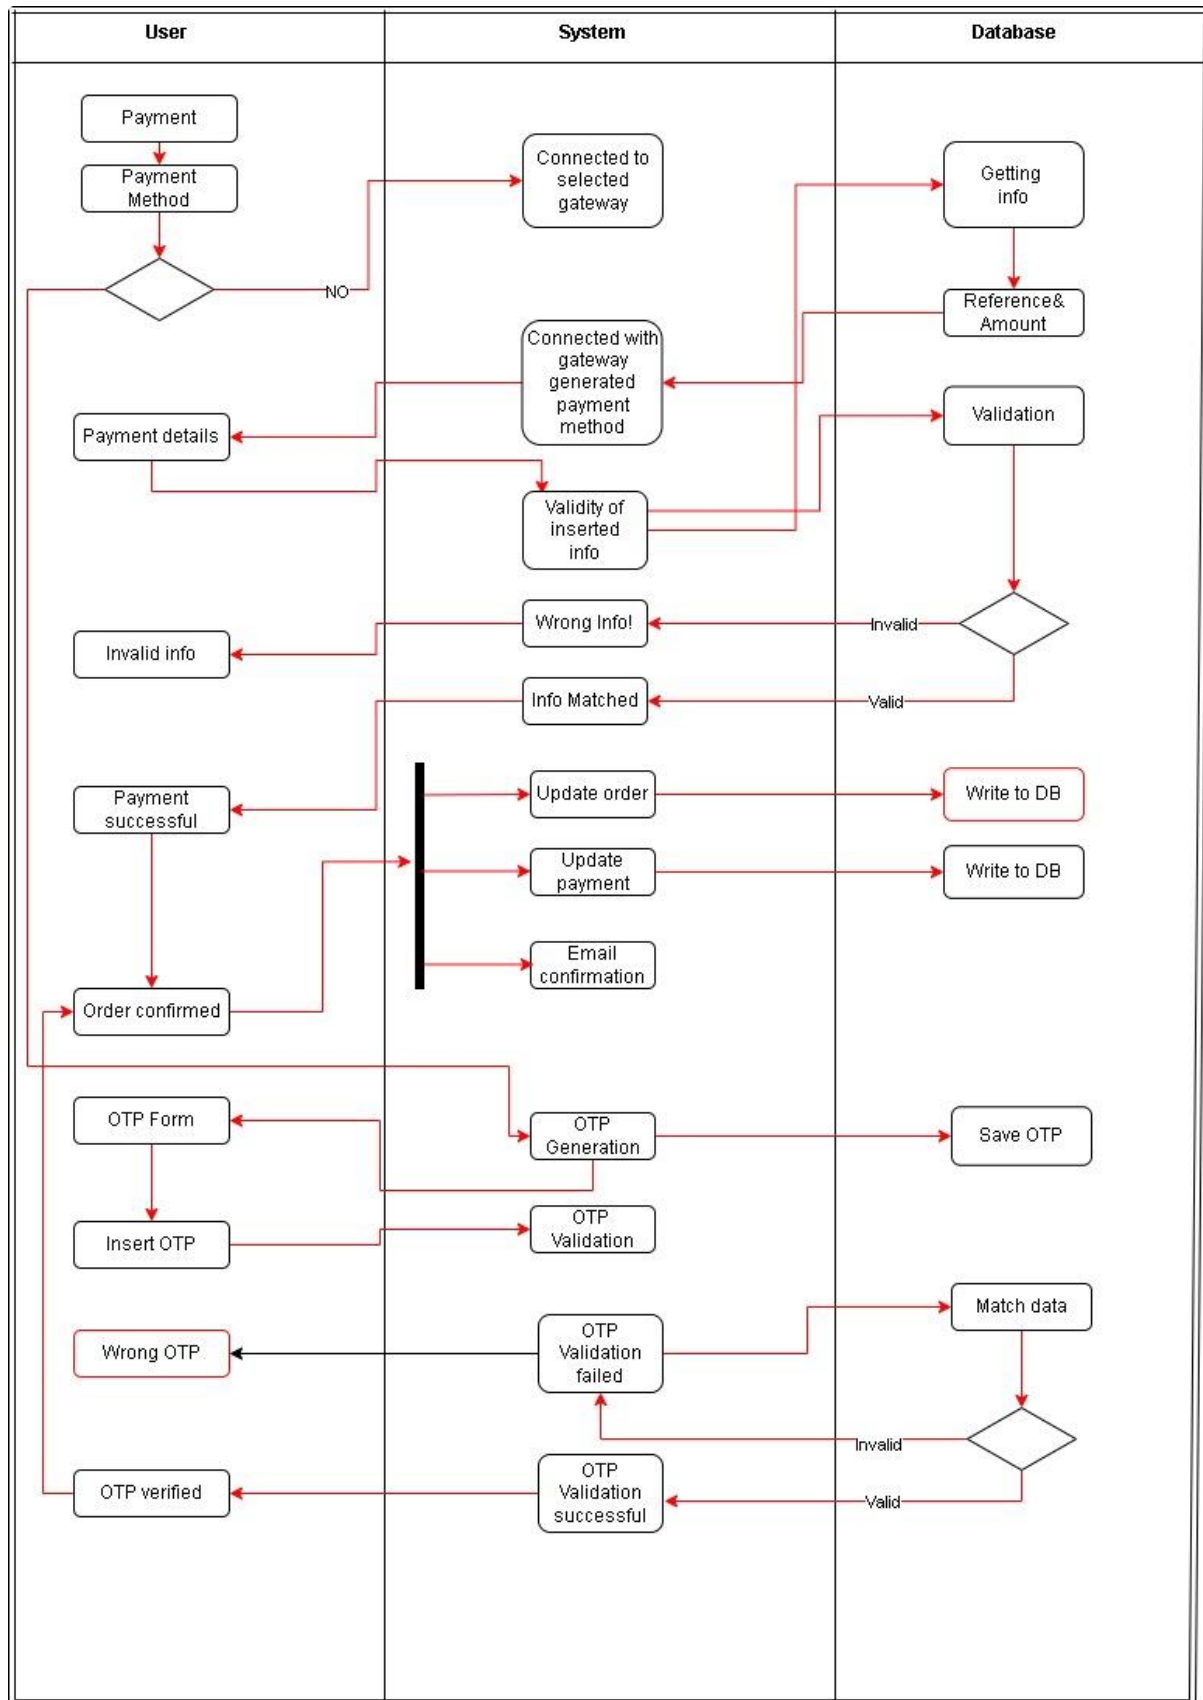 User
System
Database
Payment
Payment
Method
NO
Connected to
selected
gateway
Getting
info
Reference&
Amount
Connected with
gateway
generated
payment
method
Payment details
Validation
Validity of
inserted
info
Invalid
Wrong Info!
Invalid info
Valid
Info Matched
Payment
successful
Update order
Write to DB
Update
payment
Write to DB
Email
confirmation
Order confirmed
OTP Form
OTP
Generation
Save OTP
Insert OTP
OTP
Validation
Match data
Wrong OTP
OTP
Validation
failed
Invalid
OTP verified
OTP
Validation
successful
Valid